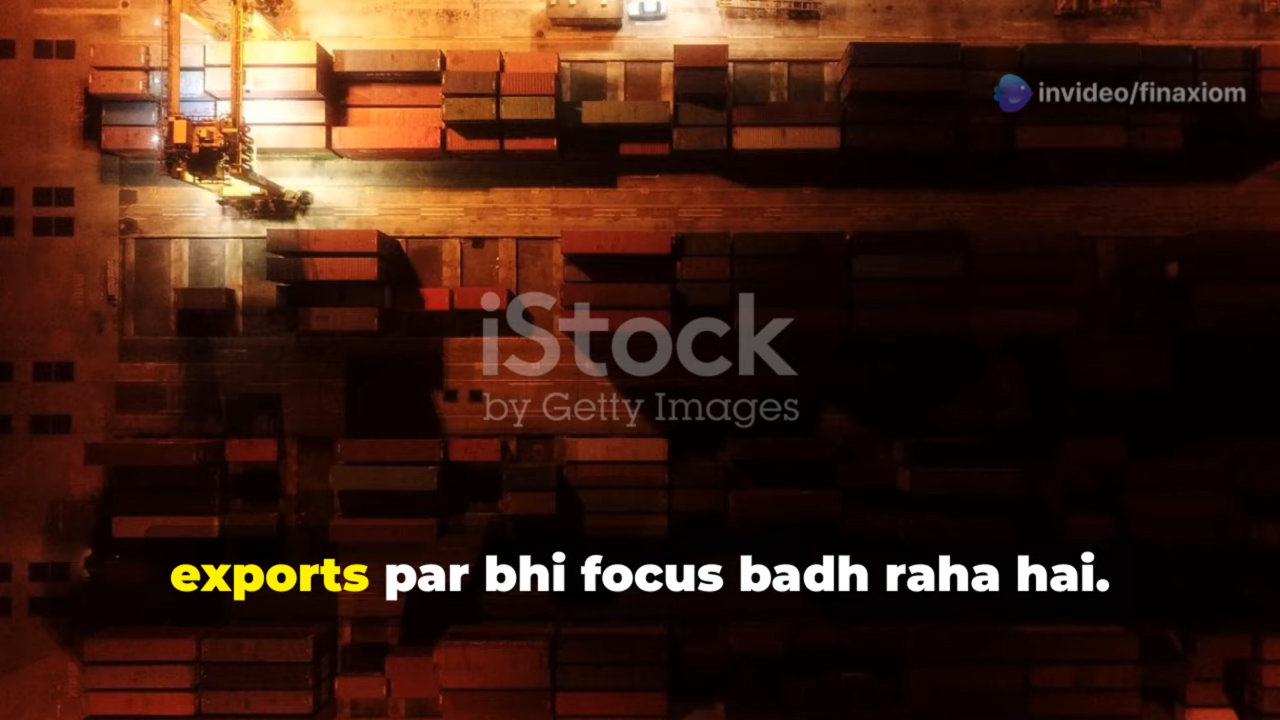 invideo/finaxiom
iStock
by Getty Images
exports par bhi focus badh raha hai.